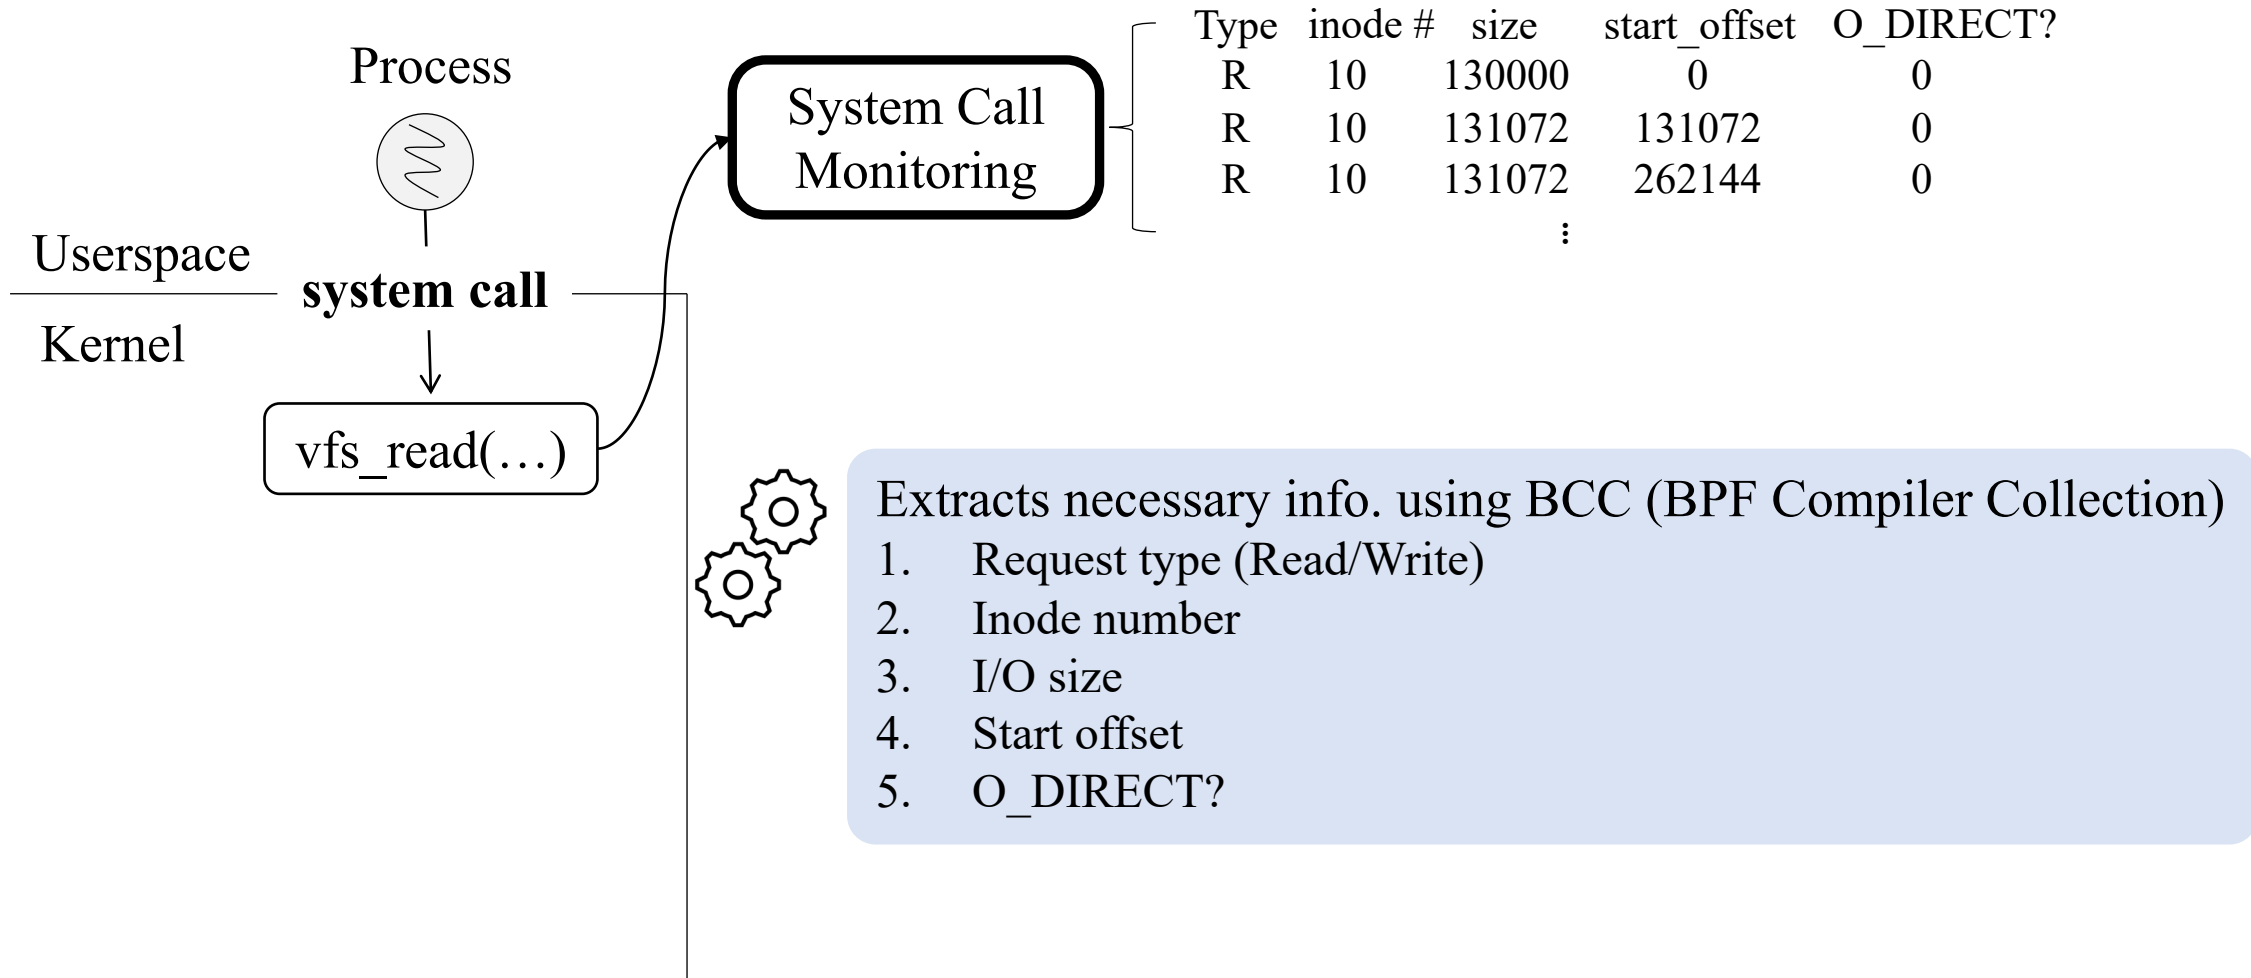 Process
Userspace
system call
Kernel
vfs_read(…)
System Call
Monitoring
Type inode # size start_offset O_DIRECT?
R 10 130000 0 0
R 10 131072 131072 0
R 10 131072 262144 0
⋮
Extracts necessary info. using BCC (BPF Compiler Collection)
1. Request type (Read/Write)
2. Inode number
3. I/O size
4. Start offset
5. O_DIRECT?